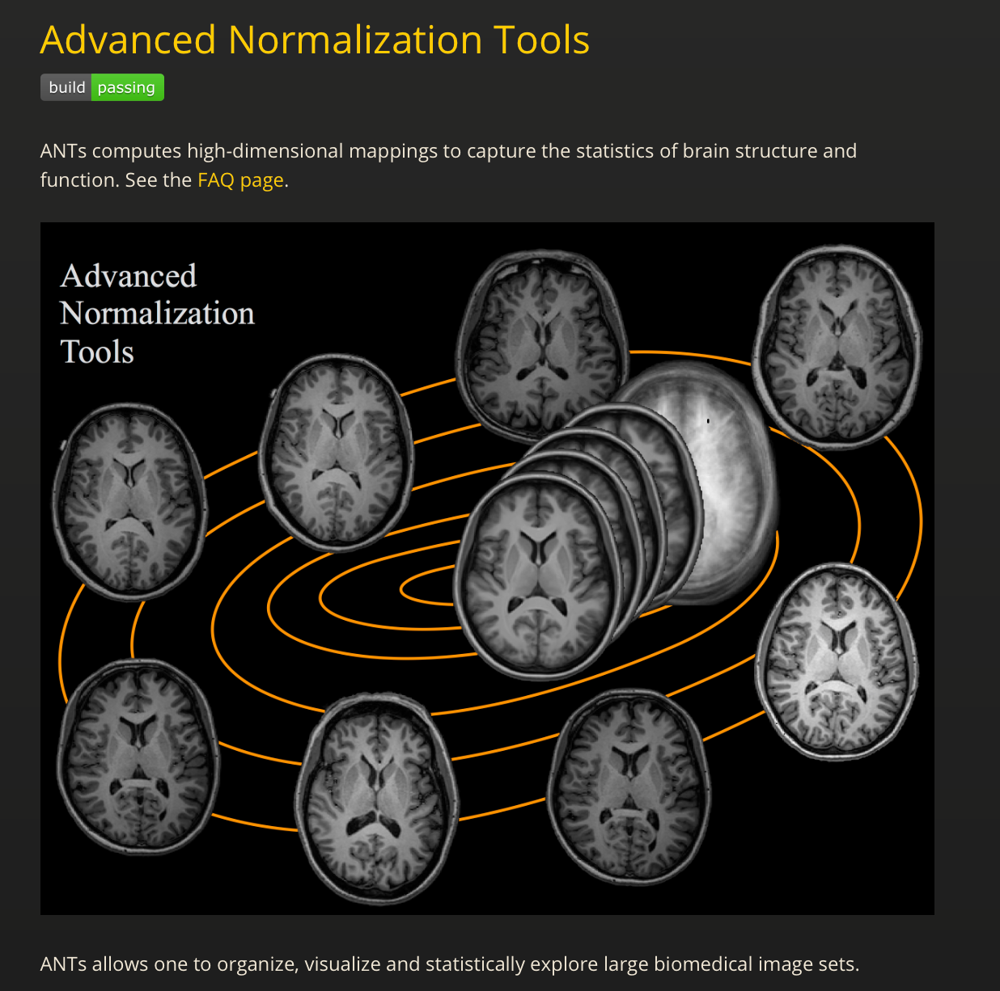 Advanced Normalization Tools
build passing
ANTs computes high-dimensional mappings to capture the statistics of brain structure and
function. See the FAQ page.
Advanced
Normalization
Tools
ANTs allows one to organize, visualize and statistically explore large biomedical image sets.